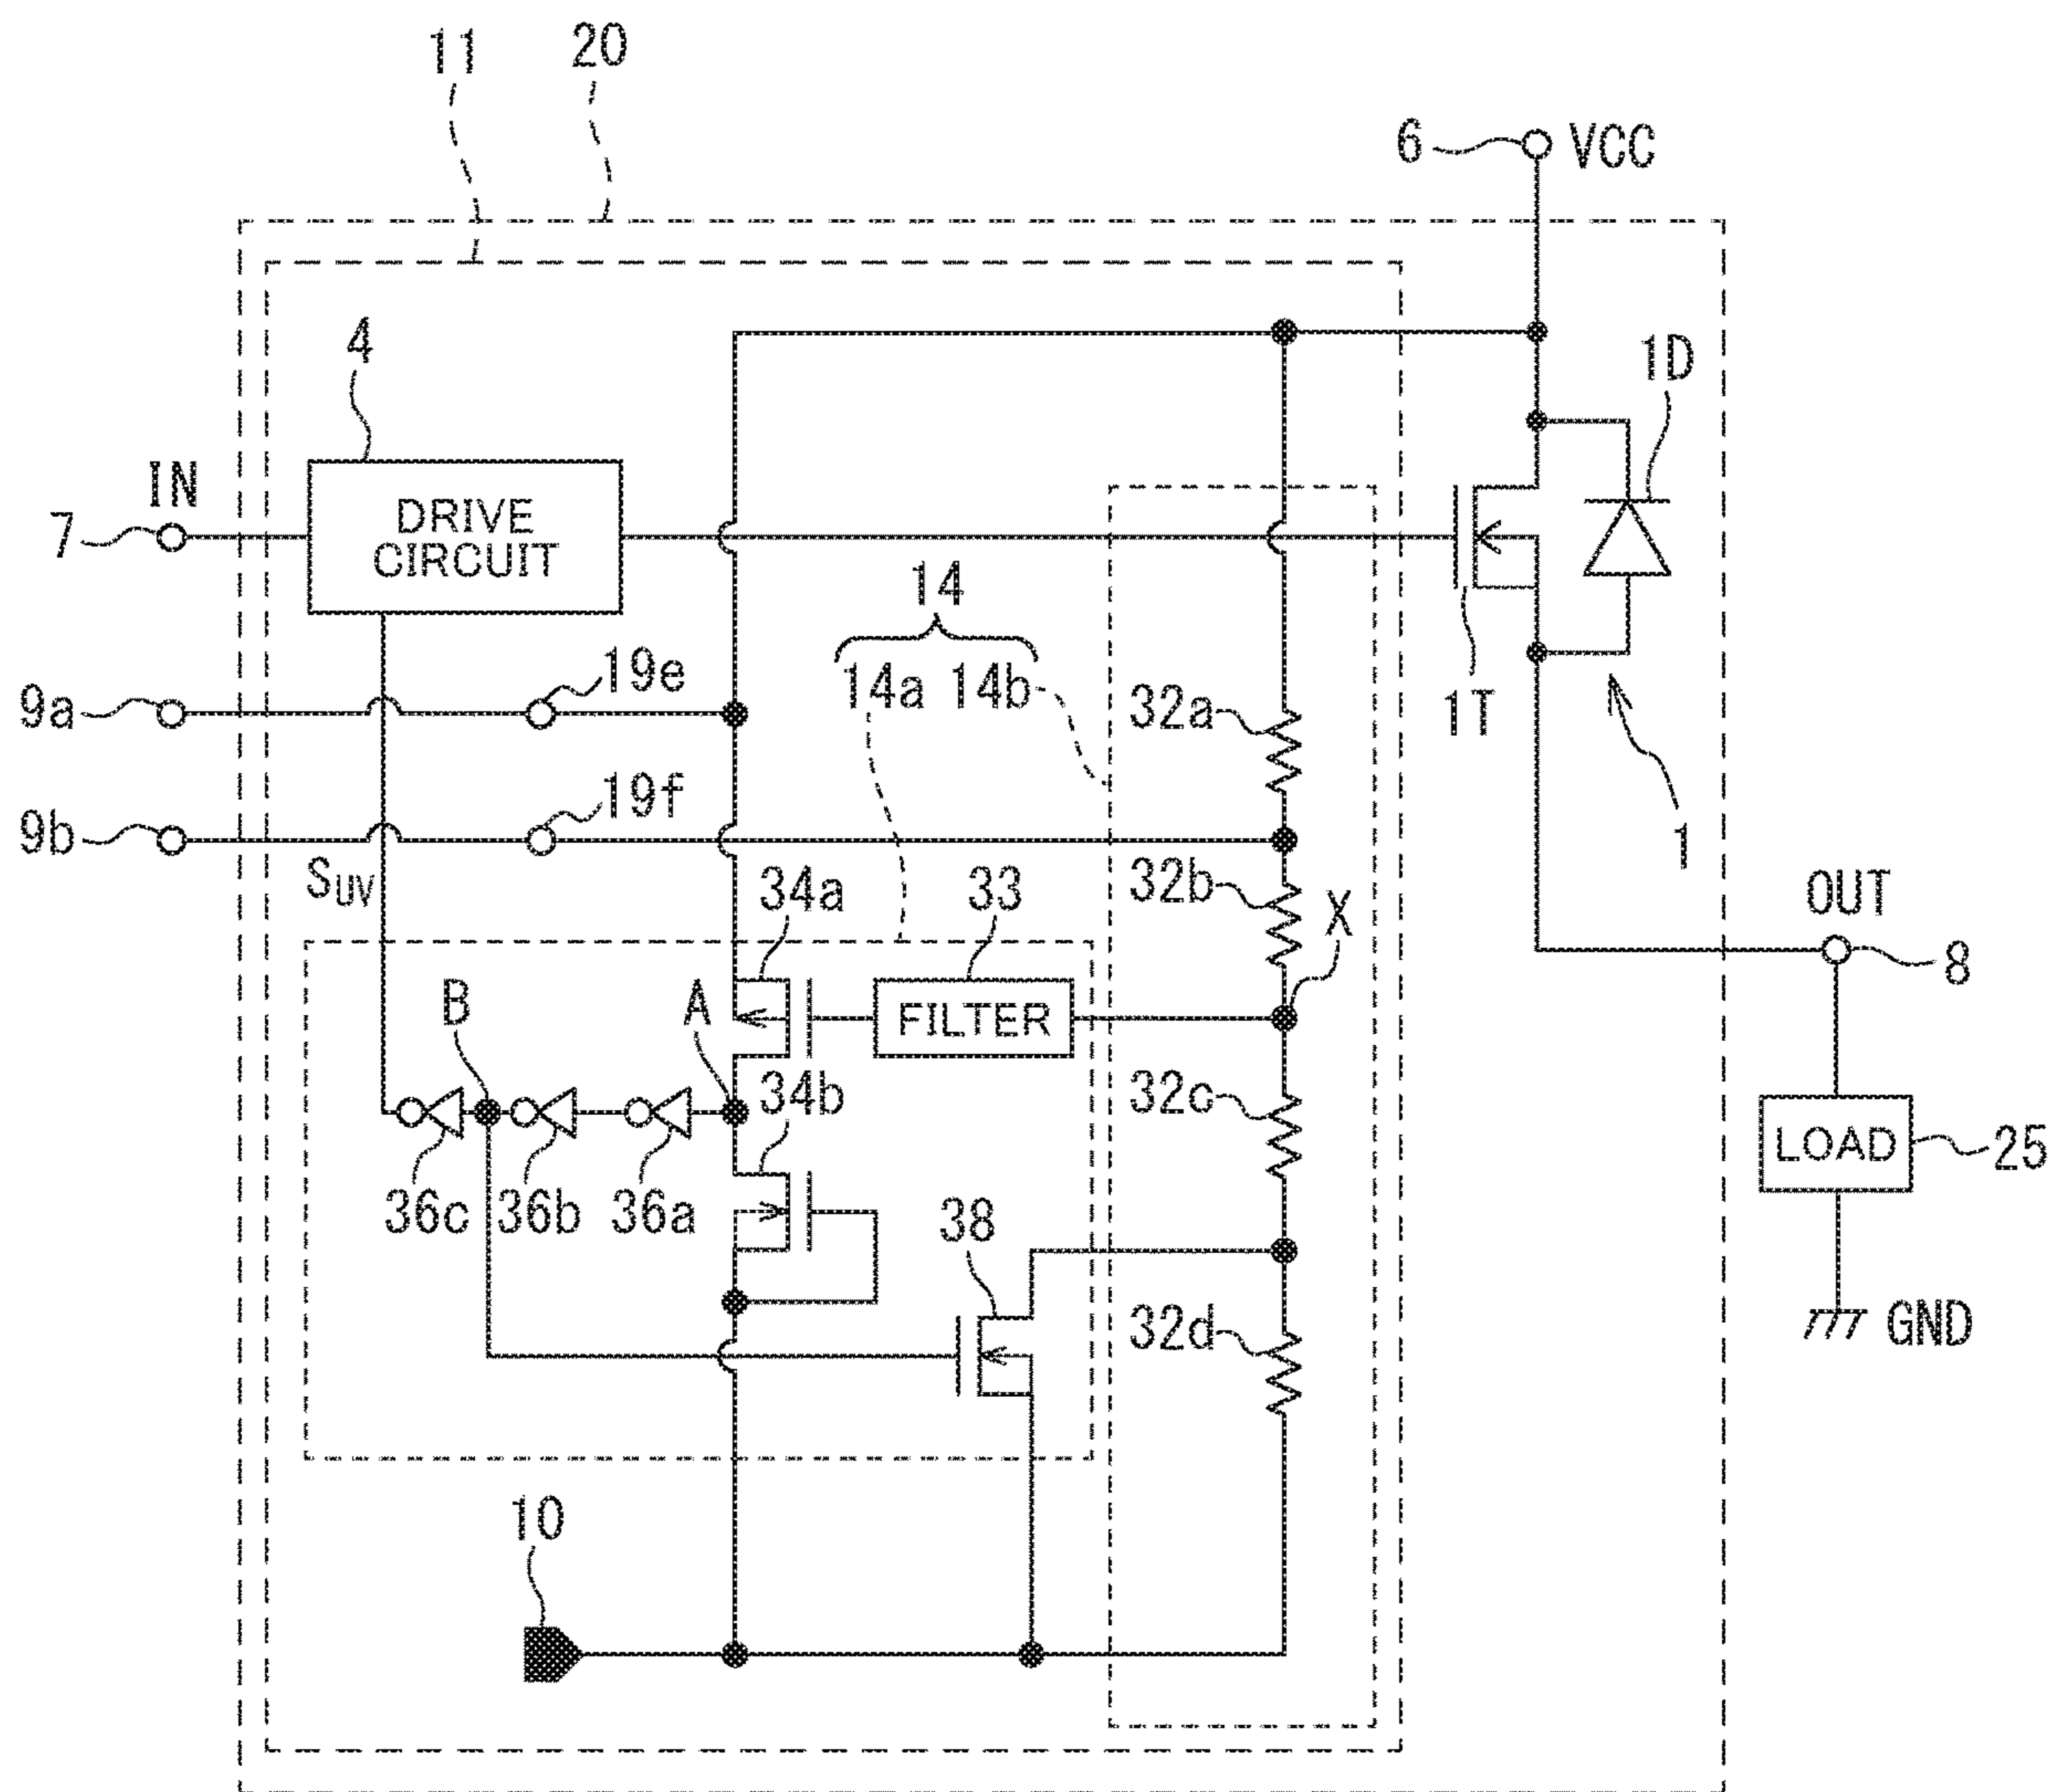 11
20
6
VCC
4
1D
IN
7
DRIVE
CIRCUIT
14
14a
14b
19e
9a
32a
1T
19f
9b
1
SUV
34a
33
32b
X
OUT
8
B
A
FILTER
34b
32c
LOAD
25
36c
36b
36a
38
32d
GND
10